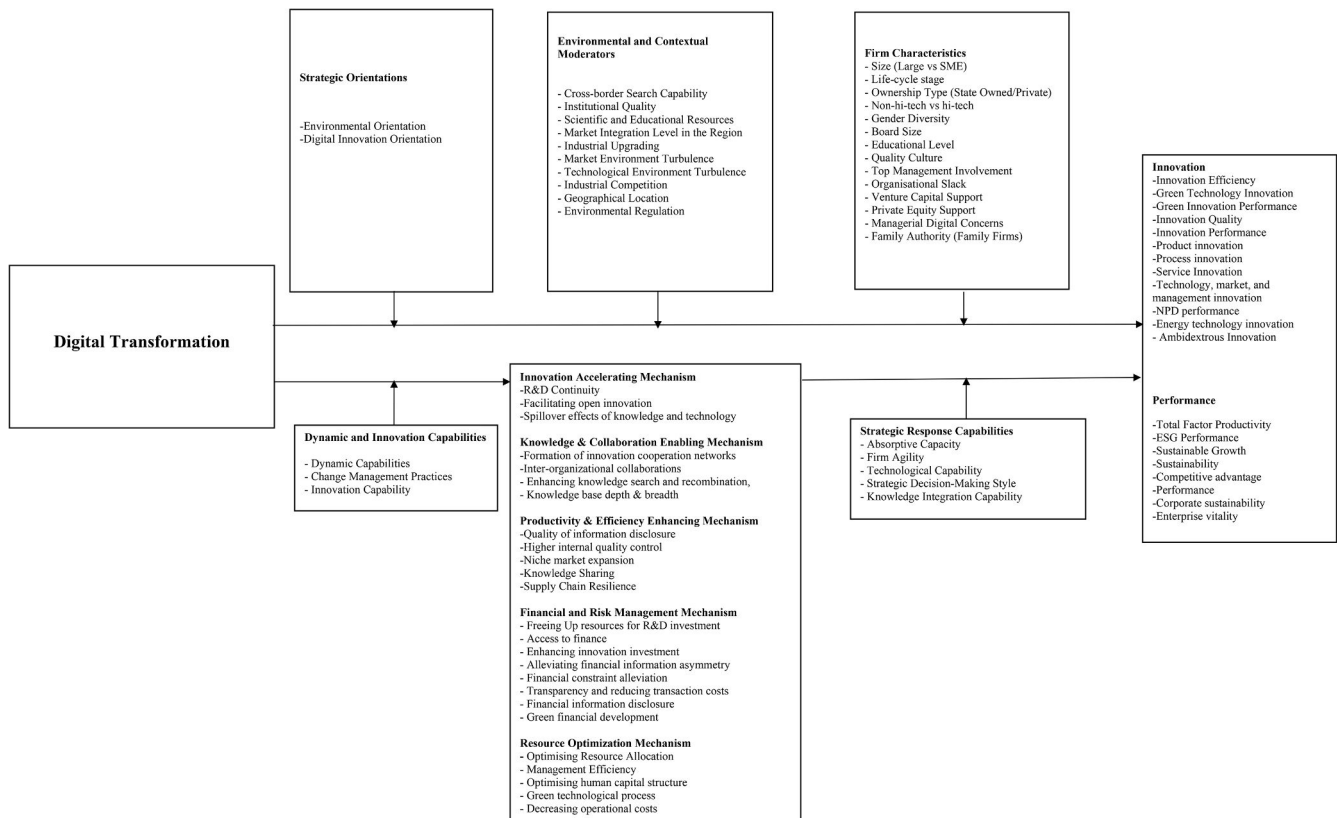 Strategic Orientations
-Environmental Orientation
-Digital Innovation Orientation
Environmental and Contextual
Moderators
- Cross-border Search Capability
- Institutional Quality
- Scientific and Educational Resources
- Market Integration Level in the Region
- Industrial Upgrading
- Market Environment Turbulence
- Technological Environment Turbulence
- Industrial Competition
- Geographical Location
- Environmental Regulation
Firm Characteristics
- Size (Large vs SME)
- Life-cycle stage
- Ownership Type (State Owned/Private)
- Non-hi-tech vs hi-tech
- Gender Diversity
- Board Size
- Educational Level
- Quality Culture
- Top Management Involvement
- Organisational Slack
- Venture Capital Support
- Private Equity Support
- Managerial Digital Concerns
- Family Authority (Family Firms)
Digital Transformation
Dynamic and Innovation Capabilities
- Dynamic Capabilities
- Change Management Practices
- Innovation Capability
Innovation Accelerating Mechanism
-R&D Continuity
-Facilitating open innovation
-Spillover effects of knowledge and technology
Knowledge & Collaboration Enabling Mechanism
-Formation of innovation cooperation networks
-Inter-organizational collaborations
- Enhancing knowledge search and recombination,
- Knowledge base depth & breadth
Productivity & Efficiency Enhancing Mechanism
-Quality of information disclosure
-Higher internal quality control
-Niche market expansion
-Knowledge Sharing
-Supply Chain Resilience
Financial and Risk Management Mechanism
- Freeing Up resources for R&D investment
- Access to finance
- Enhancing innovation investment
- Alleviating financial information asymmetry
- Financial constraint alleviation
- Transparency and reducing transaction costs
- Financial information disclosure
- Green financial development
Resource Optimization Mechanism
- Optimising Resource Allocation
- Management Efficiency
- Optimising human capital structure
- Green technological process
- Decreasing operational costs
Strategic Response Capabilities
- Absorptive Capacity
- Firm Agility
- Technological Capability
- Strategic Decision-Making Style
- Knowledge Integration Capability
Innovation
-Innovation Efficiency
-Green Technology Innovation
-Green Innovation Performance
-Innovation Quality
-Innovation Performance
-Product innovation
-Process innovation
-Service Innovation
-Technology, market, and
management innovation
-NPD performance
-Energy technology innovation
- Ambidextrous Innovation
Performance
-Total Factor Productivity
-ESG Performance
-Sustainable Growth
-Sustainability
-Competitive advantage
-Performance
-Corporate sustainability
-Enterprise vitality